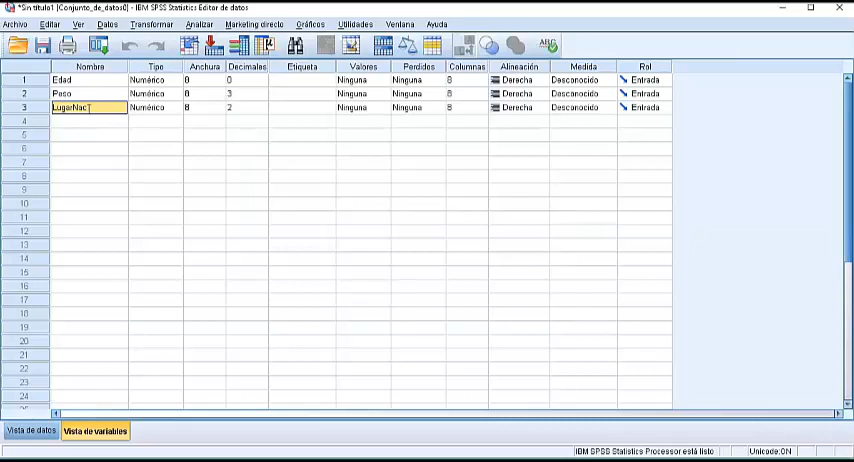 *Sin título1 [Conjunto_de_datos0] - IBM SPSS Statistics Editor de datos
Archivo Editar Ver Datos Transformar Analizar Marketing directo Gráficos Utilidades Ventana Ayuda
Nombre Tipo Anchura Decimales Etiqueta Valores Perdidos Columnas Alineación Medida Rol
1 Edad Numérico 8 0 Ninguna Ninguna 8 Derecha Desconocido Entrada
2 Peso Numérico 8 3 Ninguna Ninguna 8 Derecha Desconocido Entrada
3 LugarNac Numérico 8 2 Ninguna Ninguna 8 Derecha Desconocido Entrada
4
5
6
7
8
9
10
11
12
13
14
15
16
17
18
19
20
21
22
23
24
Vista de datos Vista de variables
IBM SPSS Statistics Processor está listo Unicode:ON